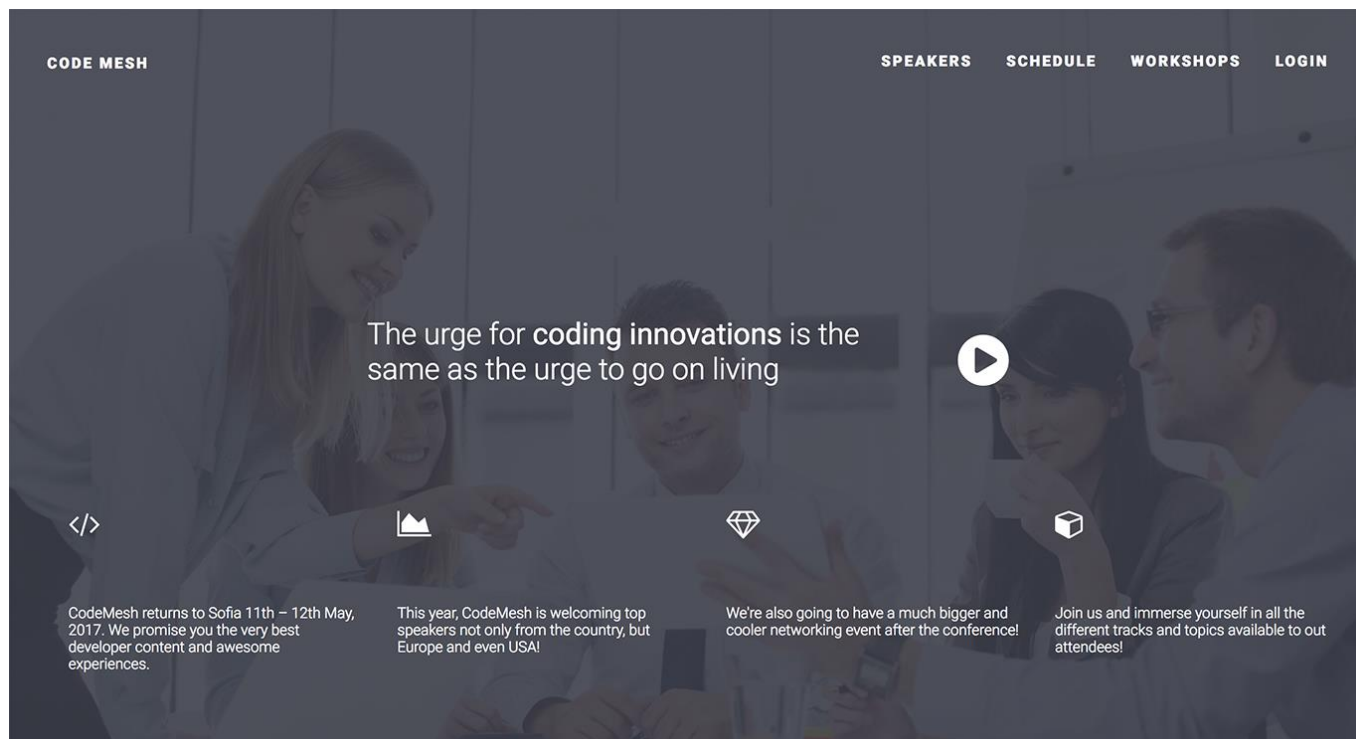 CODE MESH
SPEAKERS SCHEDULE WORKSHOPS LOGIN
The urge for coding innovations is the
same as the urge to go on living
CodeMesh returns to Sofia 11th – 12th May,
2017. We promise you the very best
developer content and awesome
experiences.
This year, CodeMesh is welcoming top
speakers not only from the country, but
Europe and even USA!
We're also going to have a much bigger and
cooler networking event after the conference!
Join us and immerse yourself in all the
different tracks and topics available to out
attendees!